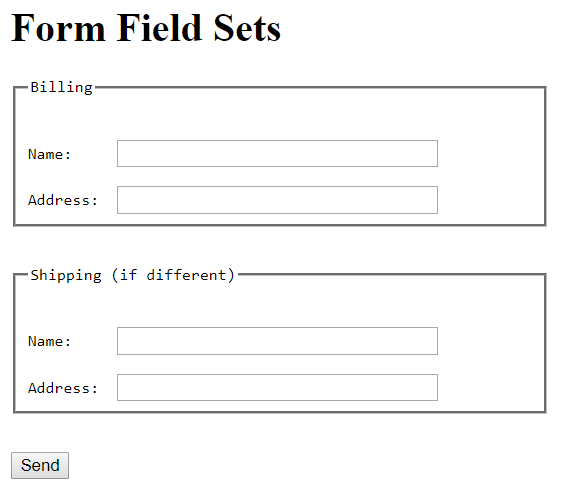 Form Field Sets
Billing
Name:
Address:
Shipping (if different)
Name:
Address:
Send